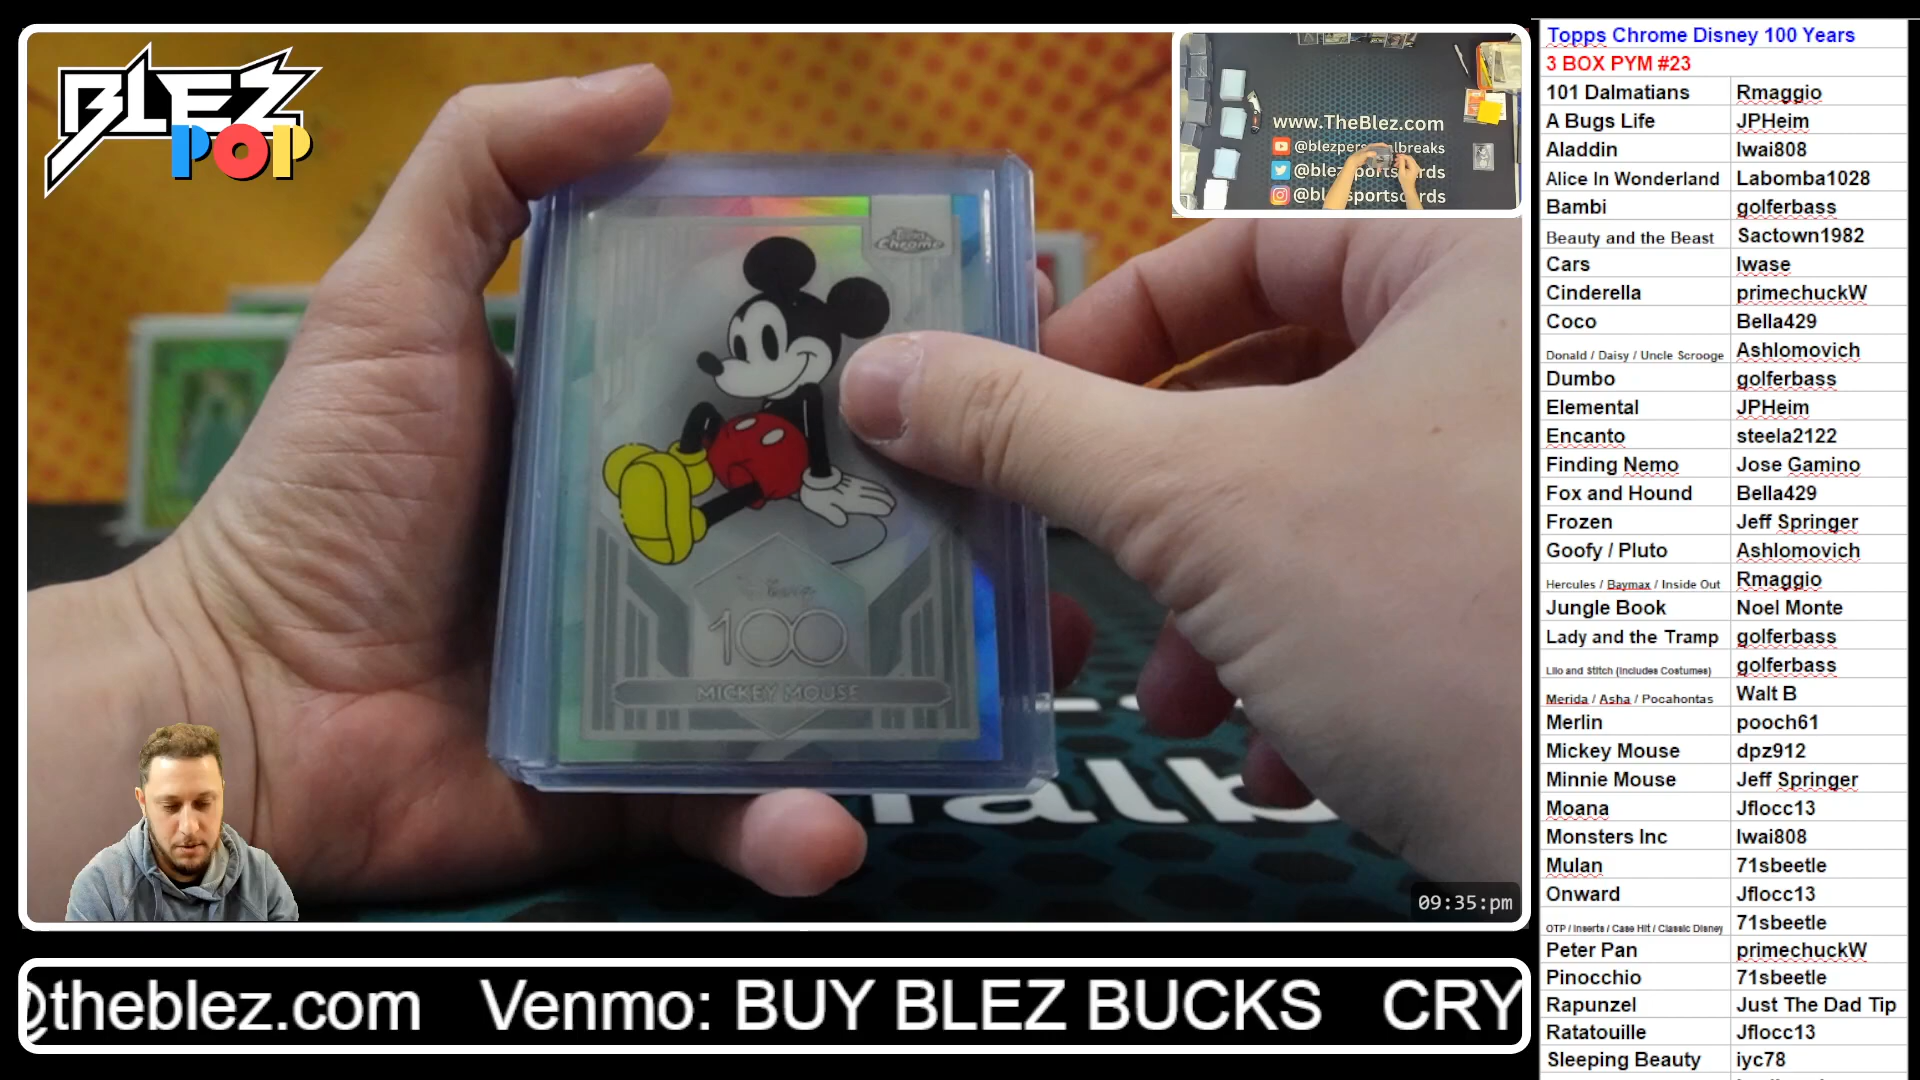 BLEZ
POP
Topps
Chrome
Disney
100
MICKEY MOUSE
www.TheBlez.com
@blezsportscards
09:35:pm
@theblez.com Venmo: BUY BLEZ BUCKS CRY
Topps Chrome Disney 100 Years
3 BOX PYM #23
101 Dalmatians Rmaggio
A Bugs Life JPHeim
Aladdin Iwai808
Alice In Wonderland Labomba1028
Bambi golferbass
Beauty and the Beast Sactown1982
Cars Iwase
Cinderella primechuckW
Coco Bella429
Donald / Daisy / Uncle Scrooge Ashlomovich
Dumbo golferbass
Elemental JPHeim
Encanto steela2122
Finding Nemo Jose Gamino
Fox and Hound Bella429
Frozen Jeff Springer
Goofy / Pluto Ashlomovich
Hercules / Baymax / Inside Out Rmaggio
Jungle Book Noel Monte
Lady and the Tramp golferbass
Lilo and Stitch (Includes Costumes) golferbass
Merida / Asha / Pocahontas Walt B
Merlin pooch61
Mickey Mouse dpz912
Minnie Mouse Jeff Springer
Moana Jflocc13
Monsters Inc Iwai808
Mulan 71sbeetle
Onward Jflocc13
OTP / Inserts / Case Hit / Classic Disney 71sbeetle
Peter Pan primechuckW
Pinocchio 71sbeetle
Rapunzel Just The Dad Tip
Ratatouille Jflocc13
Sleeping Beauty iyc78